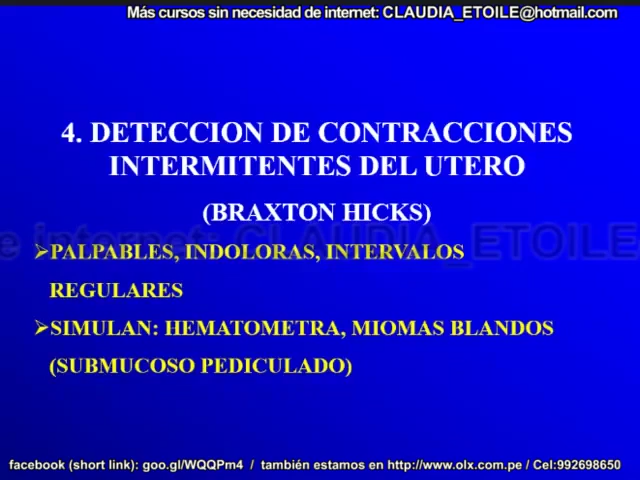 Más cursos sin necesidad de internet: CLAUDIA_ETOILE@hotmail.com
4. DETECCION DE CONTRACCIONES
INTERMITENTES DEL UTERO
(BRAXTON HICKS)
e internet: CLAUDIA_ETOILE
➢PALPABLES, INDOLORAS, INTERVALOS
REGULARES
➢SIMULAN: HEMATOMETRA, MIOMAS BLANDOS
(SUBMUCOSO PEDICULADO)
facebook (short link): goo.gl/WQQPm4 / también estamos en http://www.olx.com.pe / Cel:992698650